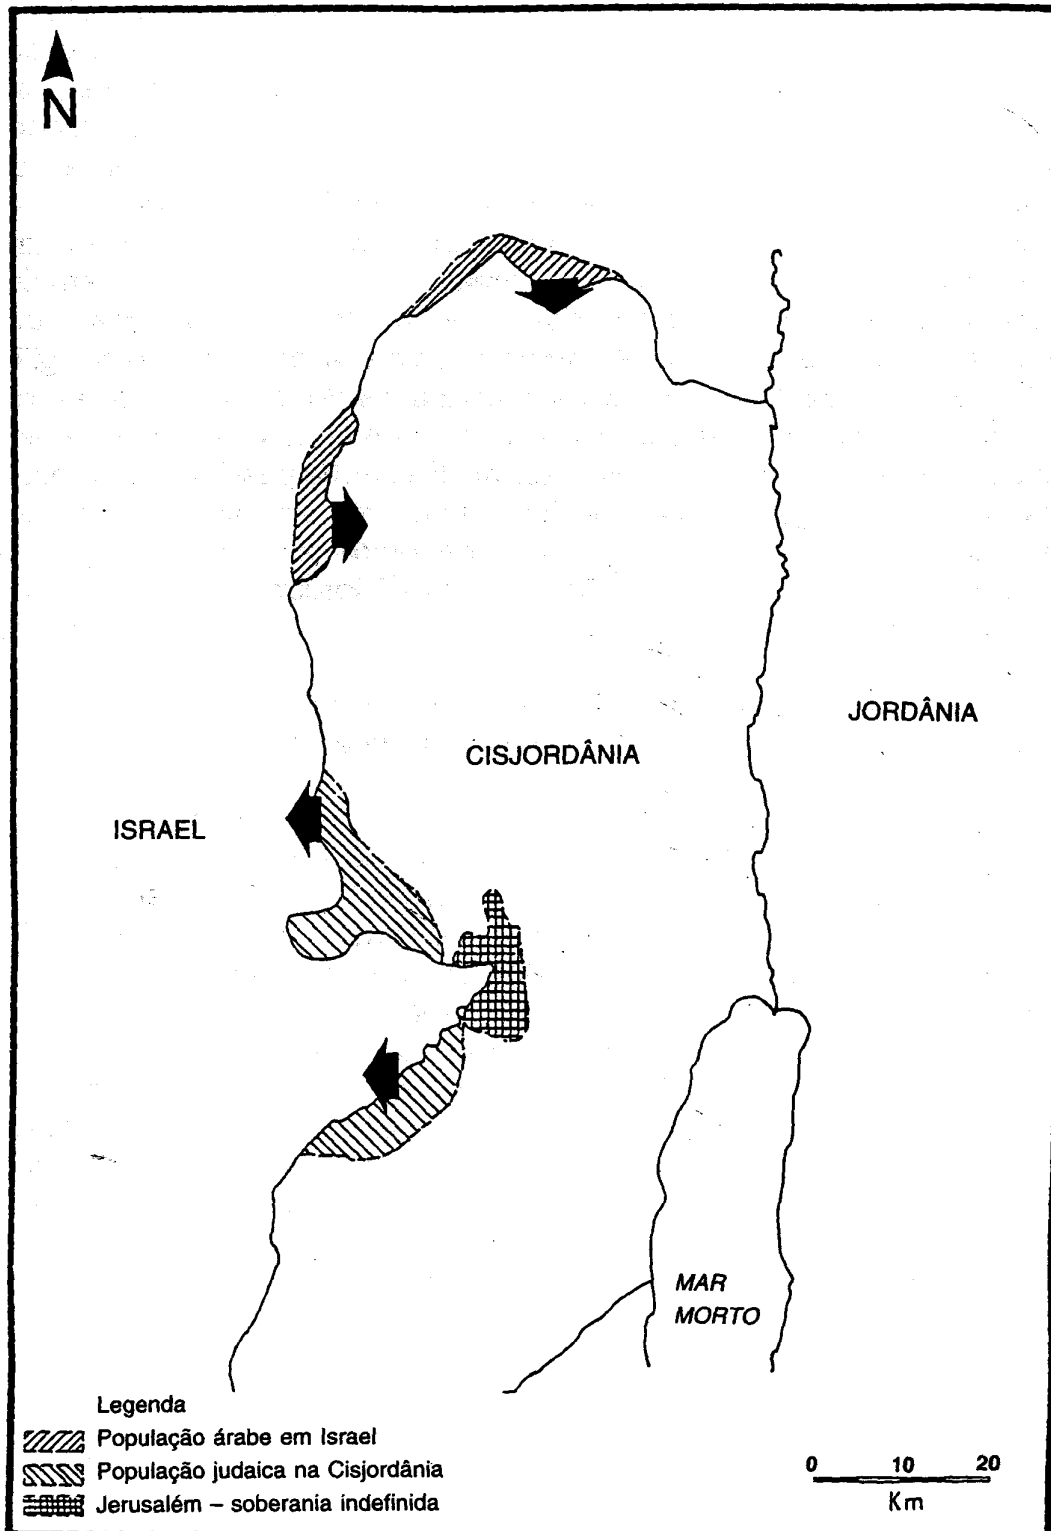 N
JORDÂNIA
CISJORDÂNIA
ISRAEL
MAR
MORTO
Legenda
População árabe em Israel
População judaica na Cisjordânia
Jerusalém – soberania indefinida
0 10 20
Km